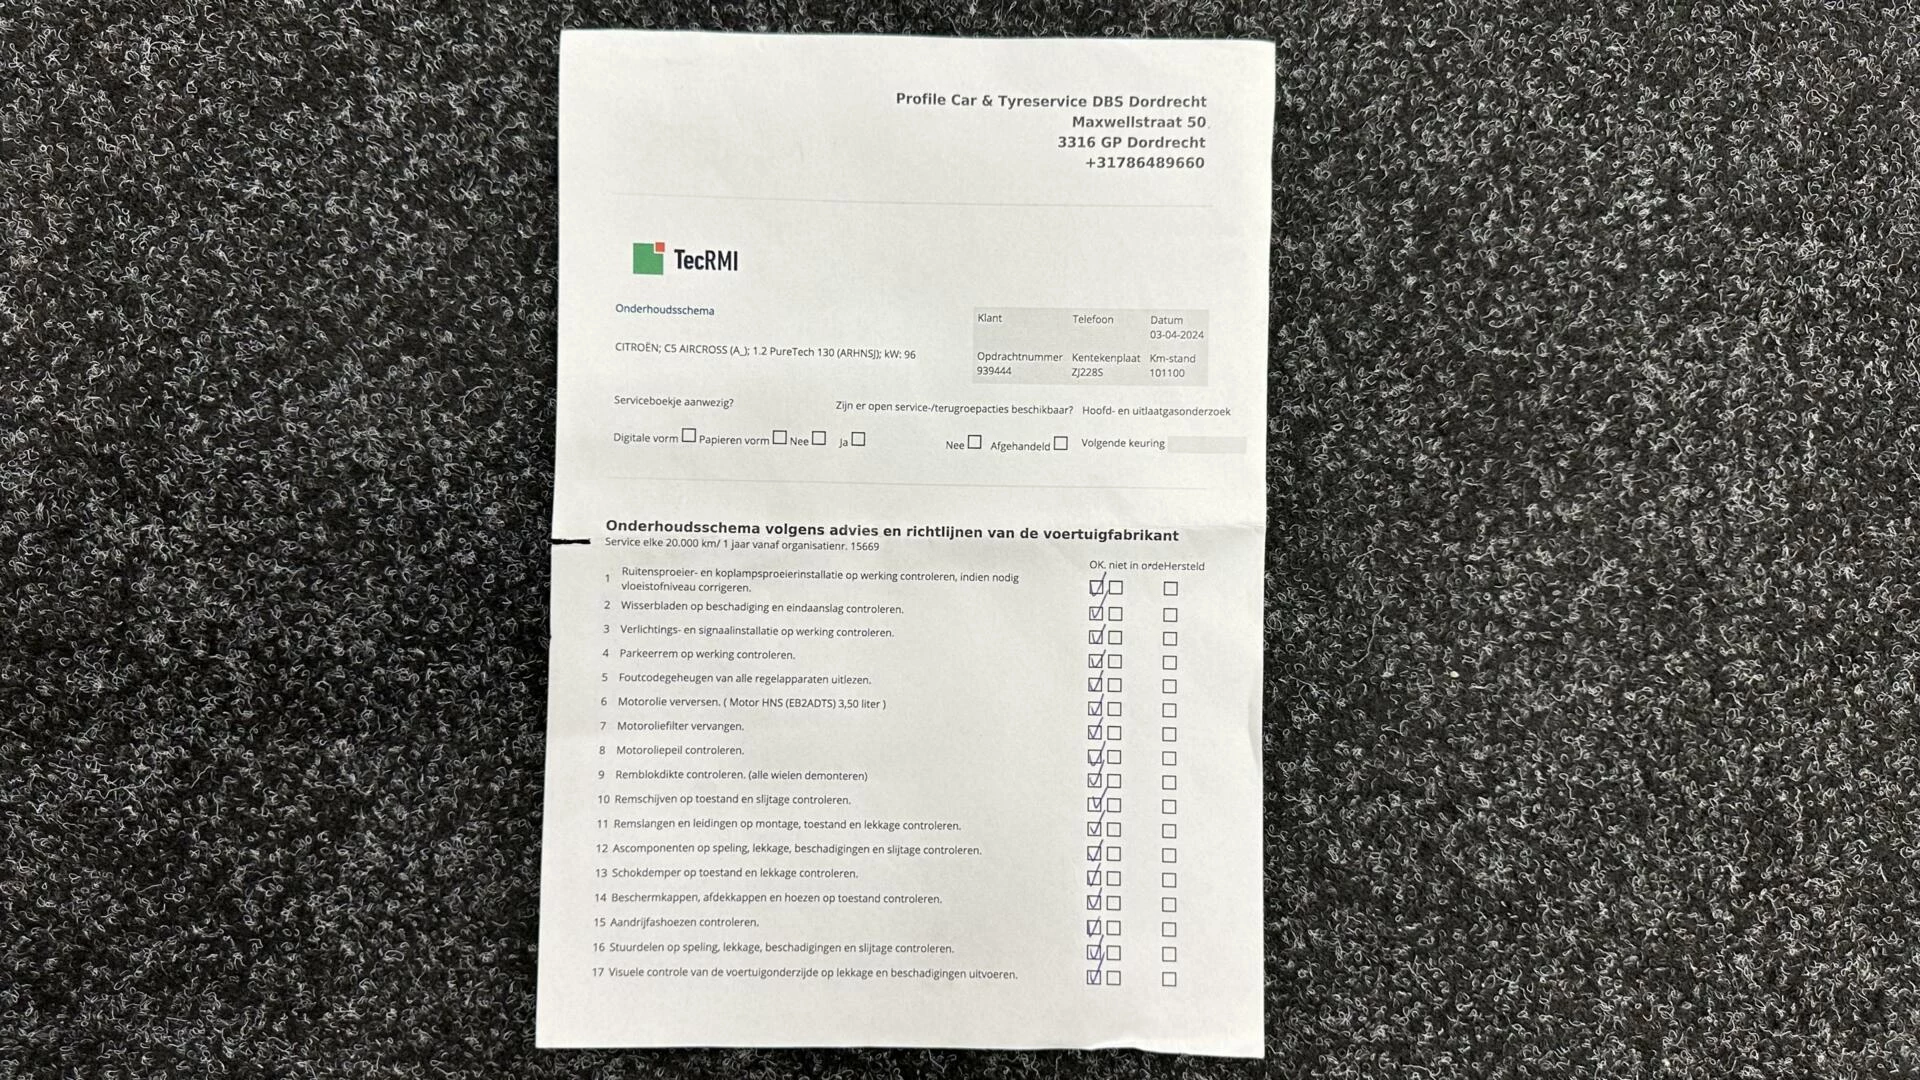 Profile Car & Tyreservice DBS Dordrecht
Maxwellstraat 50
3316 GP Dordrecht
+31786489660
TecRMI
Onderhoudsschema
CITROËN; C5 AIRCROSS (A_); 1.2 PureTech 130 (ARHNSJ); kW: 96
Klant Telefoon Datum
03-04-2024
Opdrachtnummer Kentekenplaat Km-stand
939444 ZJ228S 101100
Serviceboekje aanwezig? Zijn er open service-/terugroepacties beschikbaar? Hoofd- en uitlaatgasonderzoek
Digitale vorm Papieren vorm Nee Ja Nee Afgehandeld Volgende keuring
Onderhoudsschema volgens advies en richtlijnen van de voertuigfabrikant
Service elke 20.000 km/ 1 jaar vanaf organisatienr. 15669
OK. niet in ordeHersteld
1 Ruitensproeier- en koplampsproeierinstallatie op werking controleren, indien nodig
vloeistofniveau corrigeren.
2 Wisserbladen op beschadiging en eindaanslag controleren.
3 Verlichtings- en signaalinstallatie op werking controleren.
4 Parkeerrem op werking controleren.
5 Foutcodegeheugen van alle regelapparaten uitlezen.
6 Motorolie verversen. ( Motor HNS (EB2ADTS) 3,50 liter )
7 Motoroliefilter vervangen.
8 Motoroliepeil controleren.
9 Remblokdikte controleren. (alle wielen demonteren)
10 Remschijven op toestand en slijtage controleren.
11 Remslangen en leidingen op montage, toestand en lekkage controleren.
12 Ascomponenten op speling, lekkage, beschadigingen en slijtage controleren.
13 Schokdemper op toestand en lekkage controleren.
14 Beschermkappen, afdekkappen en hoezen op toestand controleren.
15 Aandrijfashoezen controleren.
16 Stuurdelen op speling, lekkage, beschadigingen en slijtage controleren.
17 Visuele controle van de voertuigonderzijde op lekkage en beschadigingen uitvoeren.